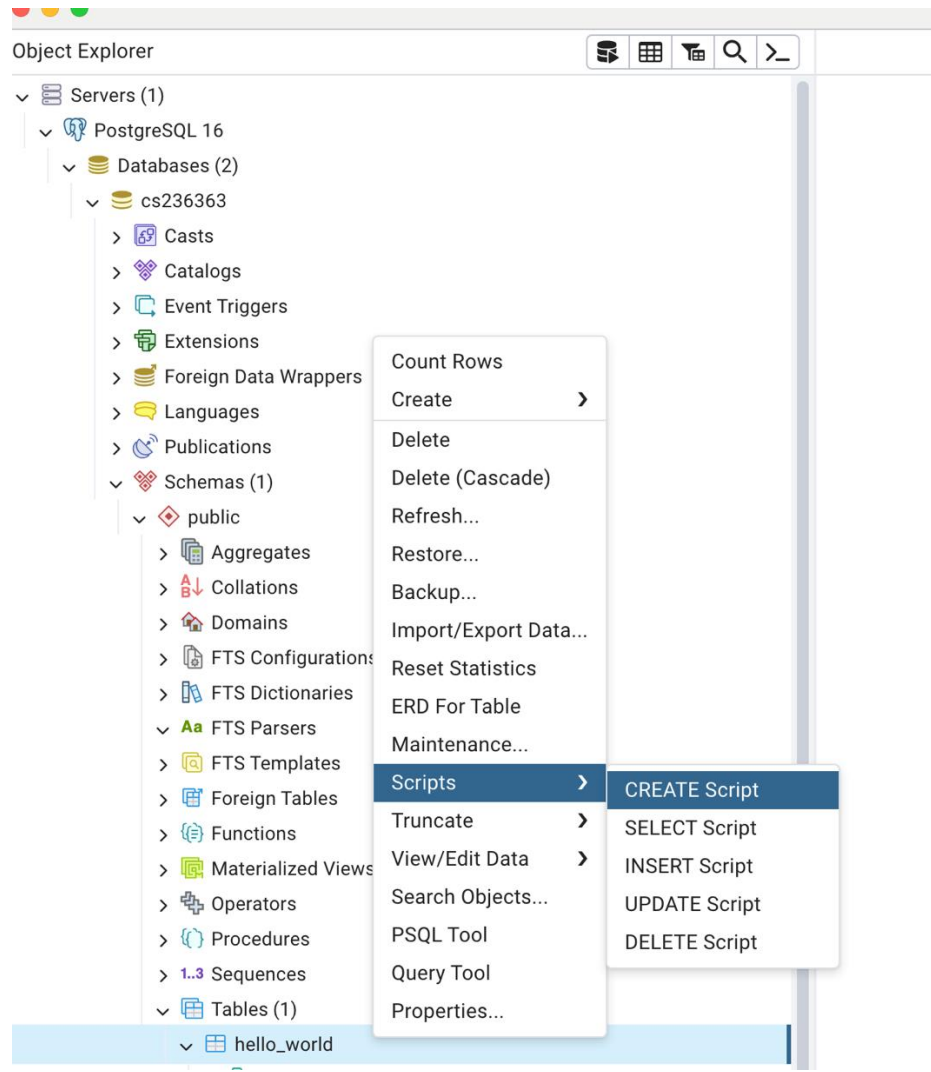 Object Explorer
Servers (1)
PostgreSQL 16
Databases (2)
cs236363
Casts
Catalogs
Event Triggers
Extensions
Foreign Data Wrappers
Languages
Publications
Schemas (1)
public
Aggregates
Collations
Domains
FTS Configurations
FTS Dictionaries
Aa FTS Parsers
FTS Templates
Foreign Tables
Functions
Materialized Views
Operators
Procedures
1..3 Sequences
Tables (1)
hello_world
Count Rows
Create
Delete
Delete (Cascade)
Refresh...
Restore...
Backup...
Import/Export Data...
Reset Statistics
ERD For Table
Maintenance...
Scripts
Truncate
View/Edit Data
Search Objects...
PSQL Tool
Query Tool
Properties...
CREATE Script
SELECT Script
INSERT Script
UPDATE Script
DELETE Script